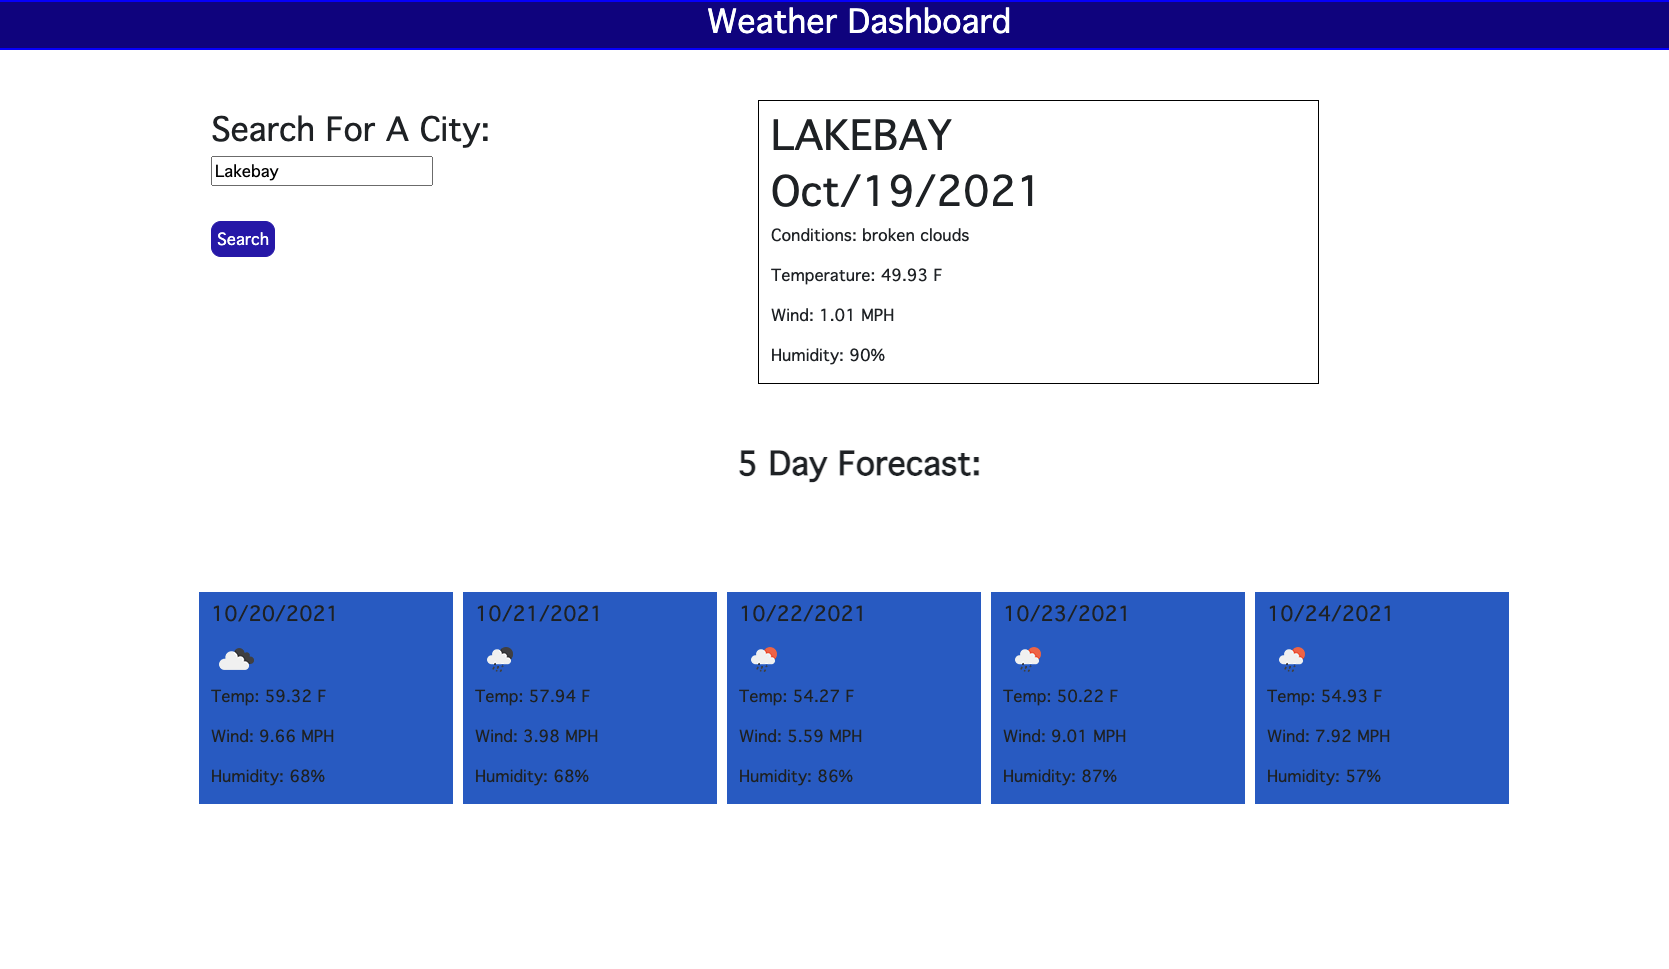 Weather Dashboard
Search For A City:
Lakebay
Search
LAKEBAY
Oct/19/2021
Conditions: broken clouds
Temperature: 49.93 F
Wind: 1.01 MPH
Humidity: 90%
5 Day Forecast:
10/20/2021
Temp: 59.32 F
Wind: 9.66 MPH
Humidity: 68%
10/21/2021
Temp: 57.94 F
Wind: 3.98 MPH
Humidity: 68%
10/22/2021
Temp: 54.27 F
Wind: 5.59 MPH
Humidity: 86%
10/23/2021
Temp: 50.22 F
Wind: 9.01 MPH
Humidity: 87%
10/24/2021
Temp: 54.93 F
Wind: 7.92 MPH
Humidity: 57%